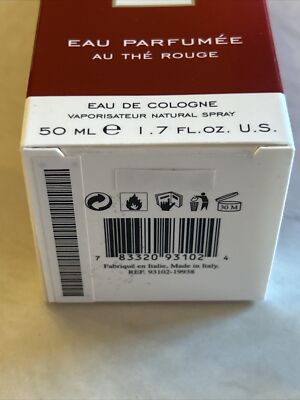 EAU PARFUMÉE
AU THÉ ROUGE
EAU DE COLOGNE
VAPORISATEUR NATURAL SPRAY
50 ML ℮ 1.7 FL.OZ. U.S.
30 M
7 83320 93102 4
Fabriqué en Italie, Made in Italy.
REF. 93102-19938